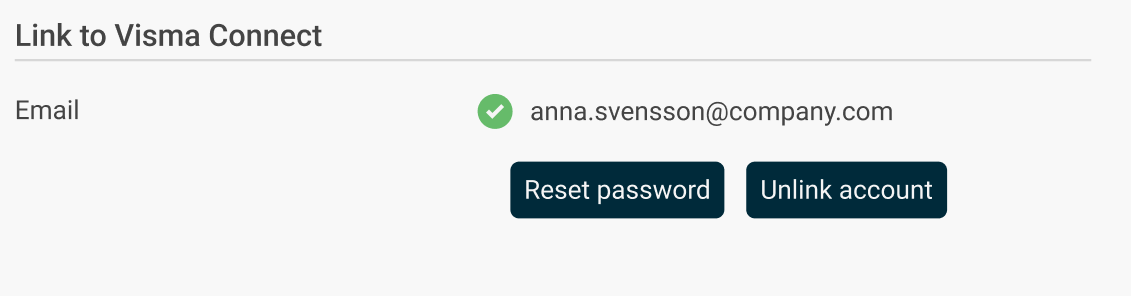 Link to Visma Connect
Email
anna.svensson@company.com
Reset password
Unlink account